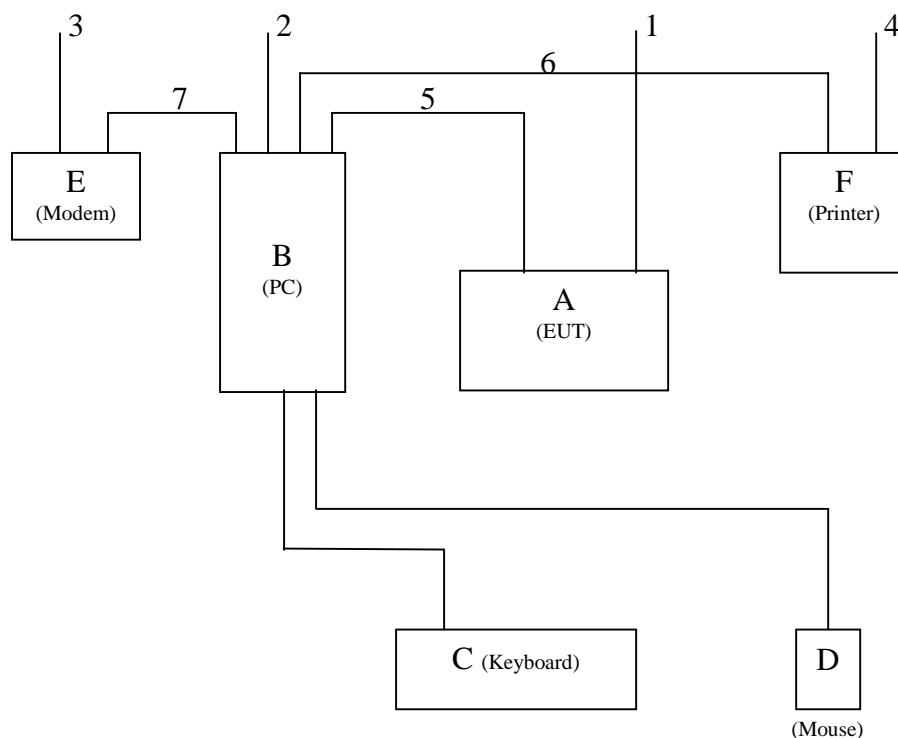 3
2
1
4
6
7
5
E
(Modem)
F
(Printer)
B
(PC)
A
(EUT)
C (Keyboard)
D
(Mouse)